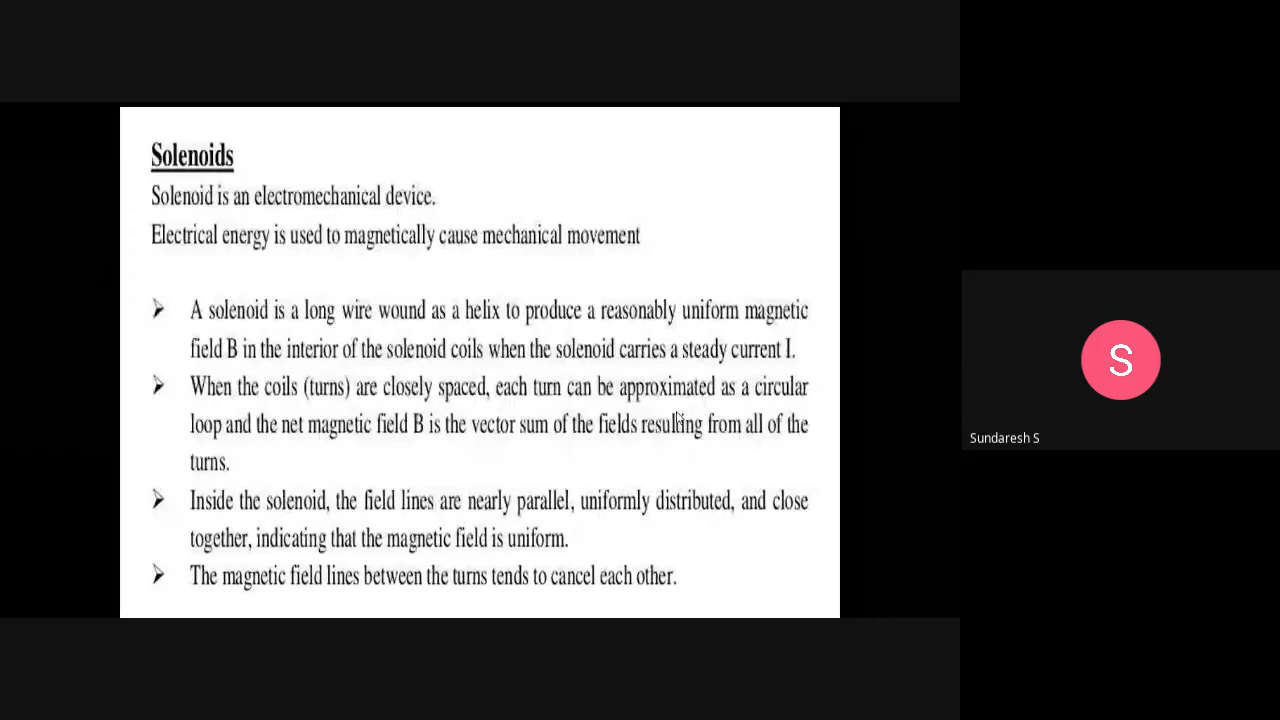 Solenoids
Solenoid is an electromechanical device.
Electrical energy is used to magnetically cause mechanical movement
➢ A solenoid is a long wire wound as a helix to produce a reasonably uniform magnetic
field B in the interior of the solenoid coils when the solenoid carries a steady current I.
➢ When the coils (turns) are closely spaced, each turn can be approximated as a circular
loop and the net magnetic field B is the vector sum of the fields resulting from all of the
turns.
➢ Inside the solenoid, the field lines are nearly parallel, uniformly distributed, and close
together, indicating that the magnetic field is uniform.
➢ The magnetic field lines between the turns tends to cancel each other.
S
Sundaresh S